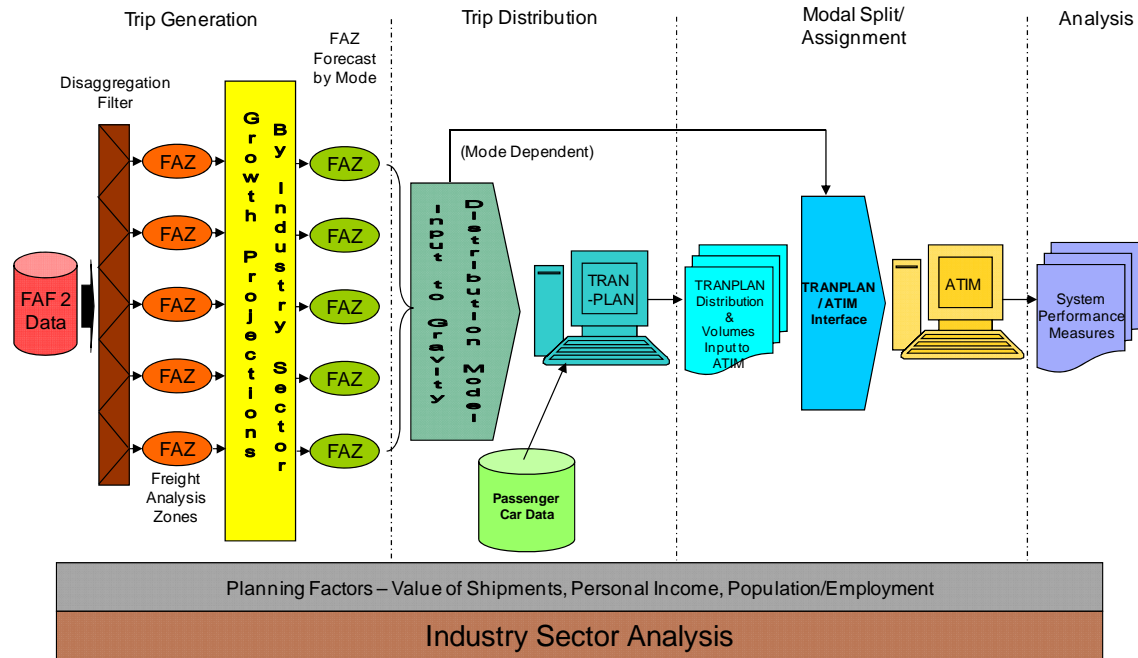 Trip Generation
Trip Distribution
Modal Split/
Assignment
Analysis
FAZ
Forecast
by Mode
Disaggregation
Filter
FAF 2
Data
FAZ
FAZ
FAZ
FAZ
FAZ
Freight
Analysis
Zones
Growth Projections
By Industry Sector
FAZ
FAZ
FAZ
FAZ
FAZ
(Mode Dependent)
Input to Gravity
Distribution Model
TRAN
-PLAN
Passenger
Car Data
TRANPLAN
Distribution
&
Volumes
Input to
ATIM
TRANPLAN
/ ATIM
Interface
ATIM
System
Performance
Measures
Planning Factors – Value of Shipments, Personal Income, Population/Employment
Industry Sector Analysis